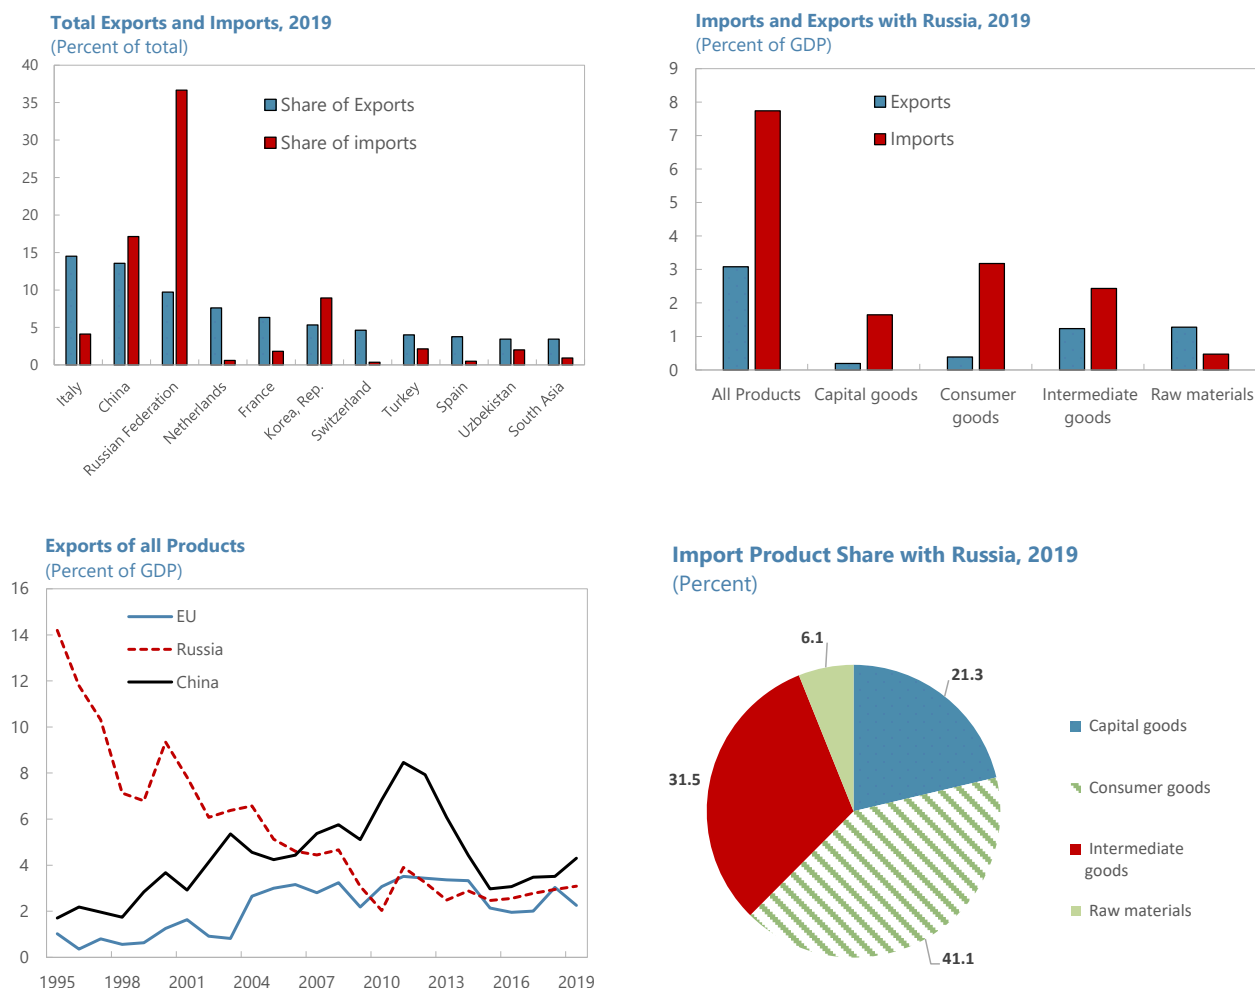 Total Exports and Imports, 2019
(Percent of total)
40
35
30
25
20
15
10
5
0
Share of Exports
Share of imports
Italy
China
Russian Federation
Netherlands
France
Korea, Rep.
Switzerland
Turkey
Spain
Uzbekistan
South Asia
Imports and Exports with Russia, 2019
(Percent of GDP)
9
8
7
6
5
4
3
2
1
0
Exports
Imports
All Products
Capital goods
Consumer
goods
Intermediate
goods
Raw materials
Exports of all Products
(Percent of GDP)
16
14
12
10
8
6
4
2
0
EU
Russia
China
1995
1998
2001
2004
2007
2010
2013
2016
2019
Import Product Share with Russia, 2019
(Percent)
6.1
21.3
31.5
41.1
Capital goods
Consumer goods
Intermediate
goods
Raw materials